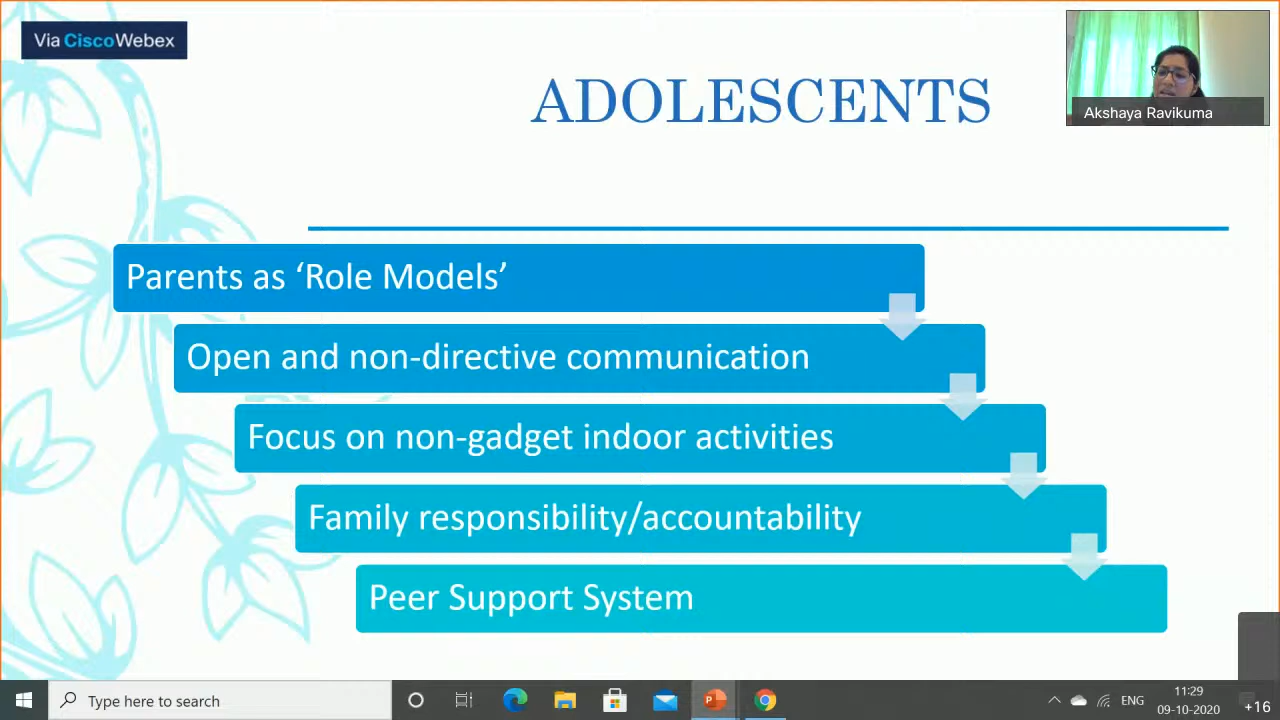 Via CiscoWebex
ADOLESCENTS
Akshaya Ravikuma
Parents as ‘Role Models’
Open and non-directive communication
Focus on non-gadget indoor activities
Family responsibility/accountability
Peer Support System
Type here to search
ENG
11:29
09-10-2020
+16